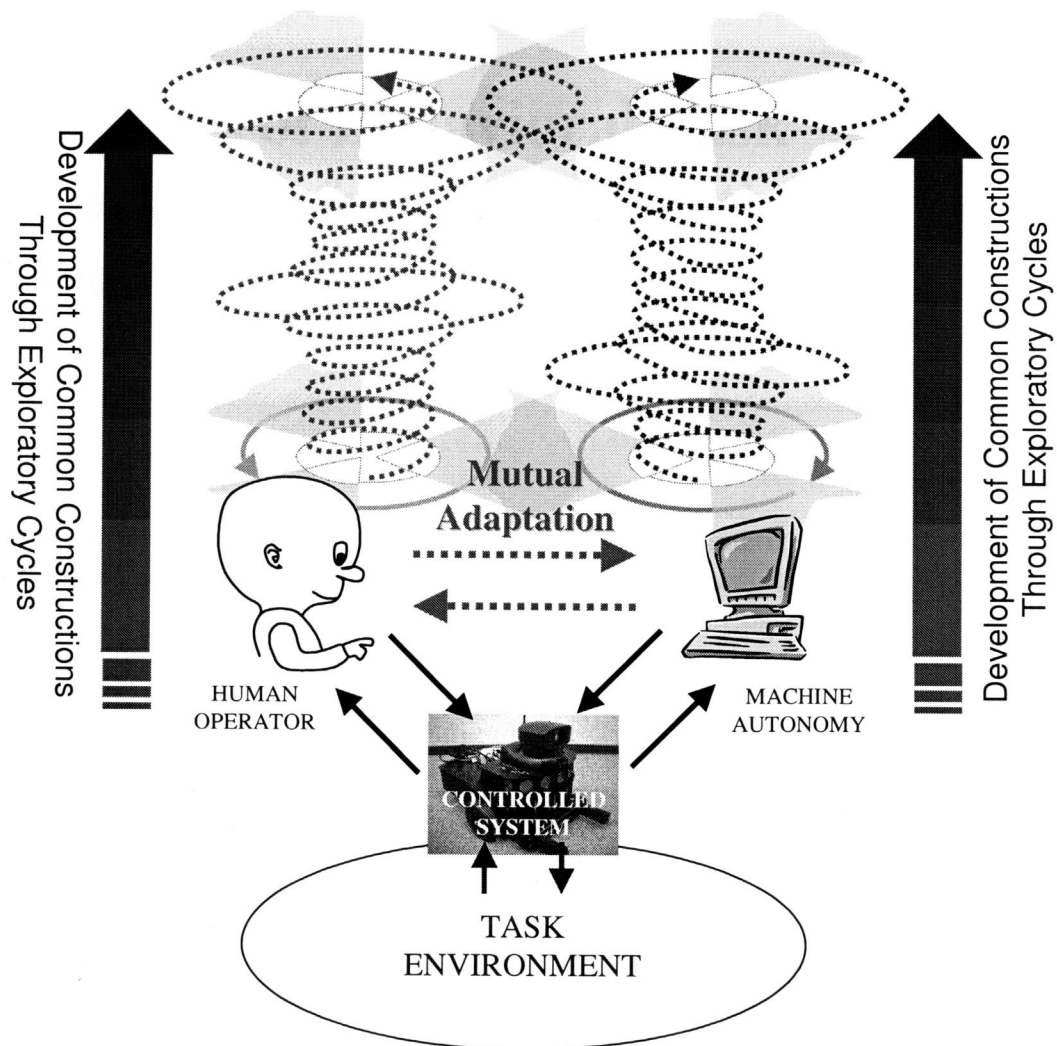 Development of Common Constructions
Through Exploratory Cycles
Development of Common Constructions
Through Exploratory Cycles
Mutual
Adaptation
HUMAN
OPERATOR
MACHINE
AUTONOMY
CONTROLLED
SYSTEM
TASK
ENVIRONMENT